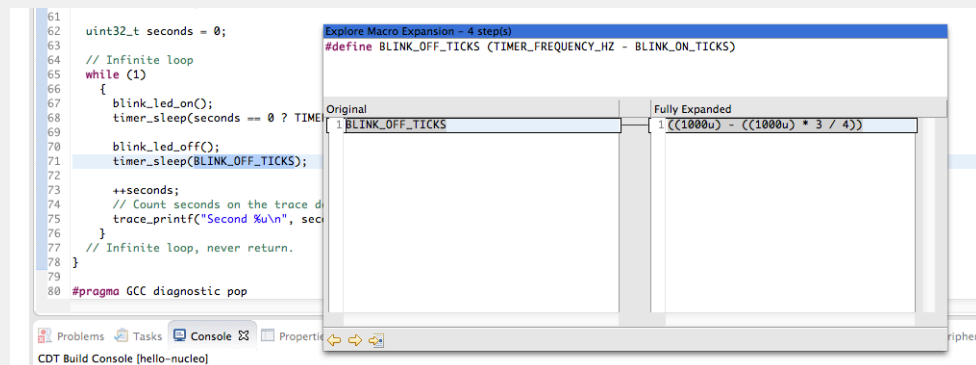 61
62 uint32_t seconds = 0;
63
64 // Infinite loop
65 while (1)
66 {
67 blink_led_on();
68 timer_sleep(seconds == 0 ?
69
70 blink_led_off();
71 timer_sleep(BLINK_OFF_TICKS);
72
73 ++seconds;
74 // Count seconds on the trace
75 trace_printf("Second %u\n",
76 }
77 // Infinite loop, never return.
78 }
79
80 #pragma GCC diagnostic pop
Explore Macro Expansion – 4 step(s)
#define BLINK_OFF_TICKS (TIMER_FREQUENCY_HZ - BLINK_ON_TICKS)
Original Fully Expanded
1 BLINK_OFF_TICKS 1 ((1000u) - ((1000u) * 3 / 4))
Problems Tasks Console
CDT Build Console [hello-nucleo]